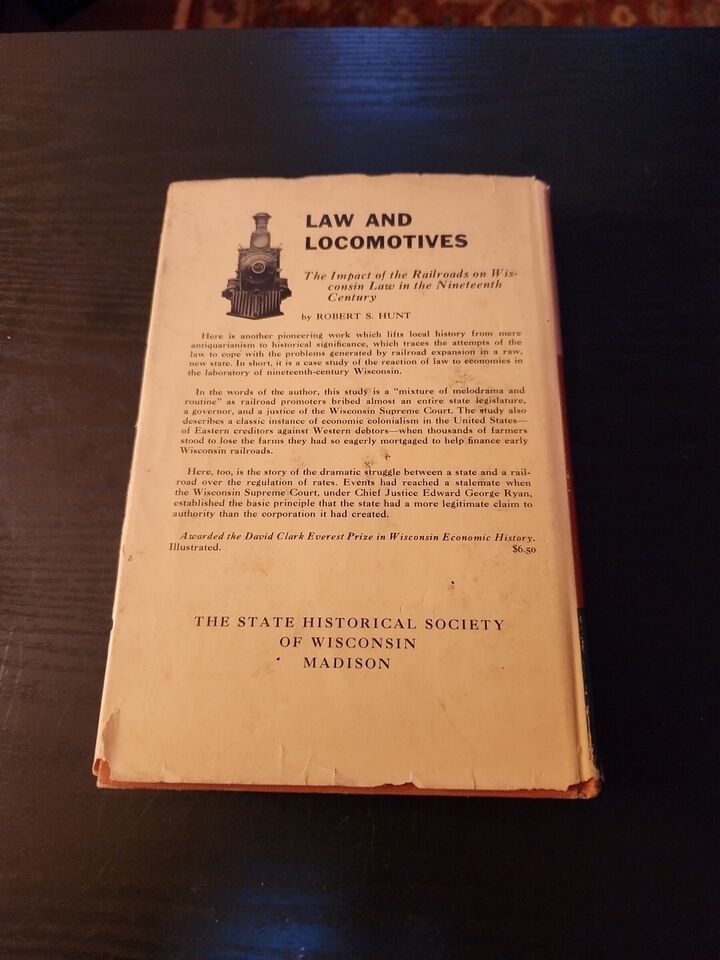 LAW AND
LOCOMOTIVES
The Impact of the Railroads on Wis-
consin Law in the Nineteenth
Century
by ROBERT S. HUNT
Here is another pioneering work which lifts local history from mere
antiquarianism to historical significance, which traces the attempts of the
law to cope with the problems generated by railroad expansion in a raw,
new state. In short, it is a case study of the reaction of law to economics in
the laboratory of nineteenth-century Wisconsin.
In the words of the author, this study is a "mixture of melodrama and
routine" as railroad promoters bribed almost an entire state legislature,
a governor, and a justice of the Wisconsin Supreme Court. The study also
describes a classic instance of economic colonialism in the United States—
of Eastern creditors against Western debtors—when thousands of farmers
stood to lose the farms they had so eagerly mortgaged to help finance early
Wisconsin railroads.
Here, too, is the story of the dramatic struggle between a state and a rail-
road over the regulation of rates. Events had reached a stalemate when
the Wisconsin Supreme Court, under Chief Justice Edward George Ryan,
established the basic principle that the state had a more legitimate claim to
authority than the corporation it had created.
Awarded the David Clark Everest Prize in Wisconsin Economic History.
Illustrated. $6.50
THE STATE HISTORICAL SOCIETY
OF WISCONSIN
MADISON